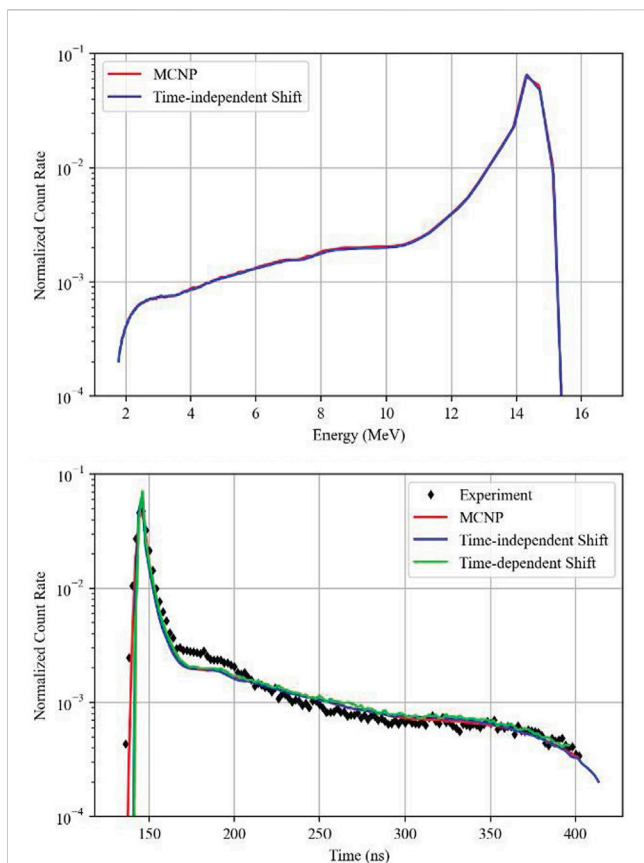 10⁻¹
MCNP
Time-independent Shift
10⁻²
Normalized Count Rate
10⁻³
10⁻⁴
2 4 6 8 10 12 14 16
Energy (MeV)
10⁻¹
Experiment
MCNP
Time-independent Shift
Time-dependent Shift
10⁻²
Normalized Count Rate
10⁻³
10⁻⁴
150 200 250 300 350 400
Time (ns)